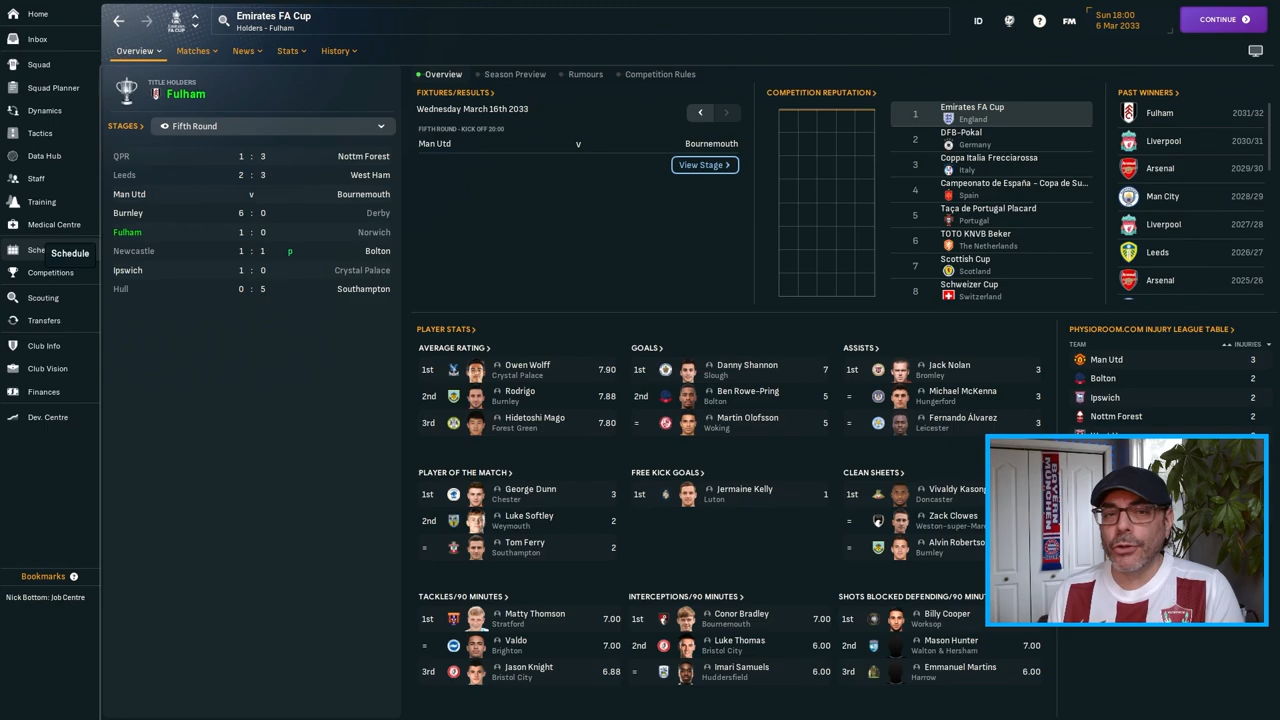 Home
Inbox
Squad
Squad Planner
Dynamics
Tactics
Data Hub
Staff
Training
Medical Centre
Sche
Schedule
Competitions
Scouting
Transfers
Club Info
Club Vision
Finances
Dev. Centre
Bookmarks ?
Nick Bottom: Job Centre
Emirates FA Cup
Holders - Fulham
ID
?
FM
Sun 18:00
6 Mar 2033
CONTINUE
Overview
Matches
News
Stats
History
TITLE HOLDERS
Fulham
STAGES
Fifth Round
QPR 1 : 3 Nottm Forest
Leeds 2 : 3 West Ham
Man Utd v Bournemouth
Burnley 6 : 0 Derby
Fulham 1 : 0 Norwich
Newcastle 1 : 1 p Bolton
Ipswich 1 : 0 Crystal Palace
Hull 0 : 5 Southampton
Overview
Season Preview
Rumours
Competition Rules
FIXTURES/RESULTS
Wednesday March 16th 2033
FIFTH ROUND - KICK OFF 20:00
Man Utd v Bournemouth
View Stage
COMPETITION REPUTATION
1 Emirates FA Cup
England
2 DFB-Pokal
Germany
3 Coppa Italia Frecciarossa
Italy
4 Campeonato de España - Copa de Su...
Spain
5 Taça de Portugal Placard
Portugal
6 TOTO KNVB Beker
The Netherlands
7 Scottish Cup
Scotland
8 Schweizer Cup
Switzerland
PAST WINNERS
Fulham 2031/32
Liverpool 2030/31
Arsenal 2029/30
Man City 2028/29
Liverpool 2027/28
Leeds 2026/27
Arsenal 2025/26
PLAYER STATS
AVERAGE RATING
1st Owen Wolff 7.90
Crystal Palace
2nd Rodrigo 7.88
Burnley
3rd Hidetoshi Mago 7.80
Forest Green
GOALS
1st Danny Shannon 7
Slough
2nd Ben Rowe-Pring 5
Bolton
= Martin Olofsson 5
Woking
ASSISTS
1st Jack Nolan 3
Bromley
= Michael McKenna 3
Hungerford
= Fernando Álvarez 3
Leicester
PLAYER OF THE MATCH
1st George Dunn 3
Chester
2nd Luke Softley 2
Weymouth
= Tom Ferry 2
Southampton
FREE KICK GOALS
1st Jermaine Kelly 1
Luton
CLEAN SHEETS
1st Vivaldy Kasong
Doncaster
= Zack Clowes
Weston-super-Mar
= Alvin Robertso
Burnley
TACKLES/90 MINUTES
1st Matty Thomson 7.00
Stratford
= Valdo 7.00
Brighton
3rd Jason Knight 6.88
Bristol City
INTERCEPTIONS/90 MINUTES
1st Conor Bradley 7.00
Bournemouth
2nd Luke Thomas 6.00
Bristol City
= Imari Samuels 6.00
Huddersfield
SHOTS BLOCKED DEFENDING/90 MINUT
1st Billy Cooper
Worksop
2nd Mason Hunter 7.00
Walton & Hersham
3rd Emmanuel Martins 6.00
Harrow
PHYSIOROOM.COM INJURY LEAGUE TABLE
TEAM INJURIES
Man Utd 3
Bolton 2
Ipswich 2
Nottm Forest 2
BAYERN
MÜNCHEN